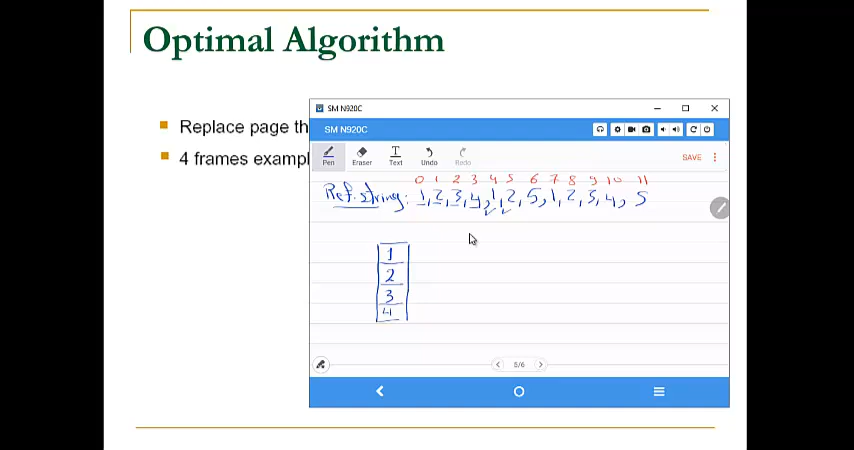 Optimal Algorithm
Replace page th
4 frames exampl
SM N920C
SM N920C
Pen Eraser Text Undo Redo SAVE
0 1 2 3 4 5 6 7 8 9 10 11
Ref.string: 1,2,3,4,1,2,5,1,2,3,4,5
1
2
3
4
5/6